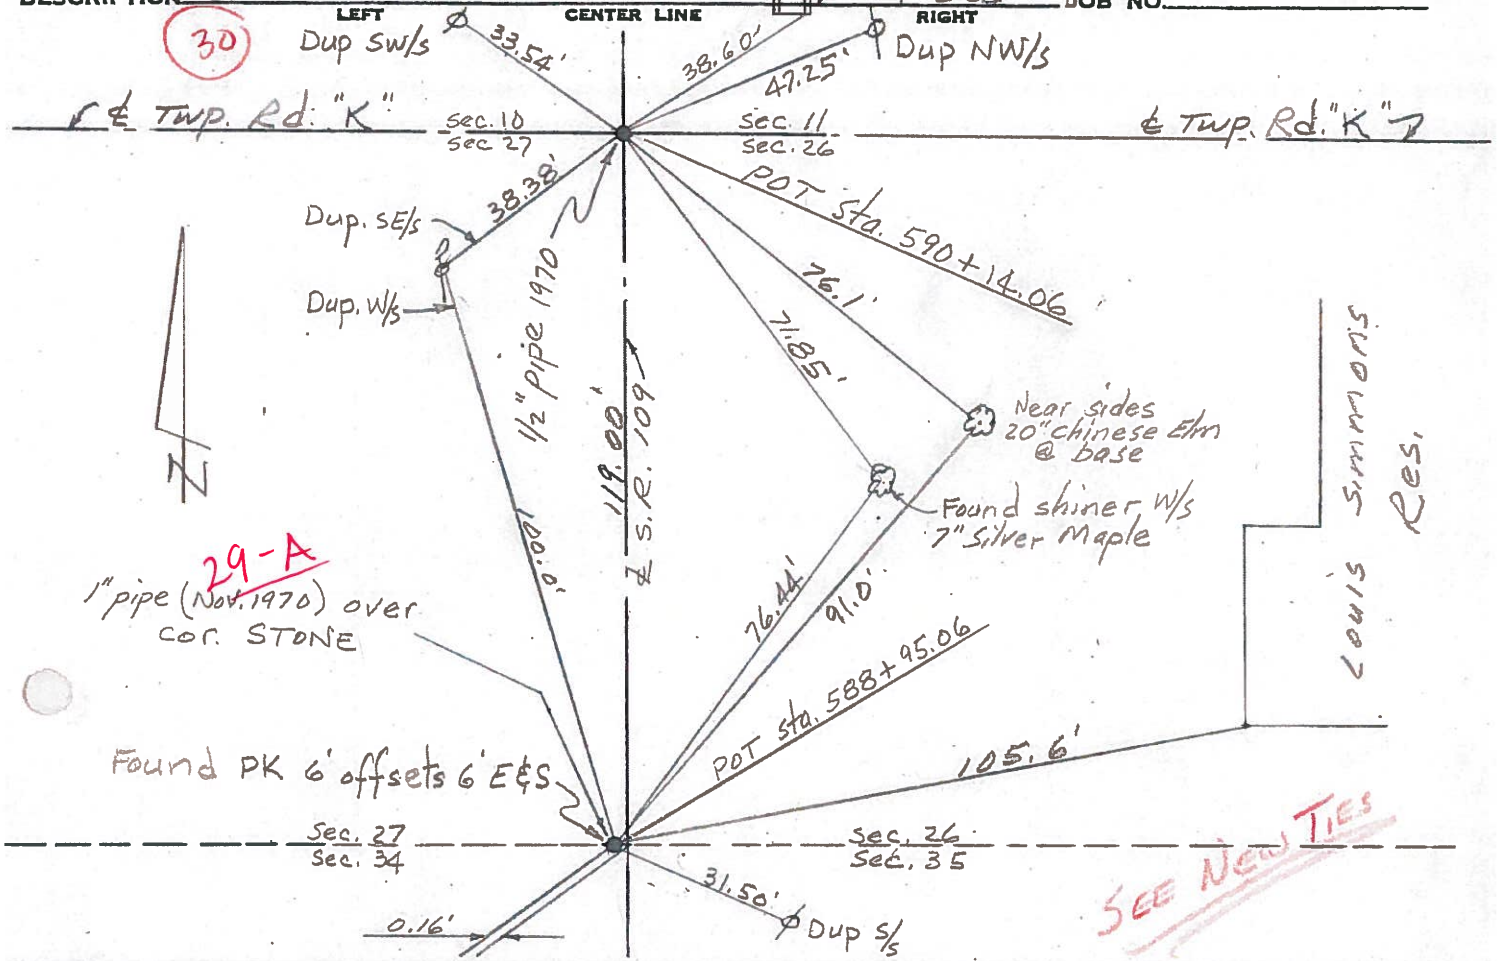 DESCRIPTION
JOB NO.
LEFT
CENTER LINE
RIGHT
30
Dup SW/s
33.54'
38.60'
47.25'
Dup NW/s
℄ Twp. Rd. "K"
Sec. 10
Sec 27
Sec. 11
Sec. 26
℄ Twp. Rd. "K"
38.38'
Dup. SE/s
Dup. W/s
1/2" pipe 1970
POT sta. 590+14.06
76.1'
71.85'
119.00'
℄ S.R. 109
100.0'
N
Near sides
20" chinese Elm
@ base
Found shiner W/s
7" Silver Maple
Louis Simmons
Res.
29-A
1" pipe (Nov. 1970) over
cor. STONE
76.44'
91.0'
POT sta. 588+95.06
105.6'
Found PK 6' offsets 6' E&S
Sec. 27
Sec. 34
Sec. 26
Sec. 35
31.50'
0.16'
Dup S/s
SEE NEW TIES